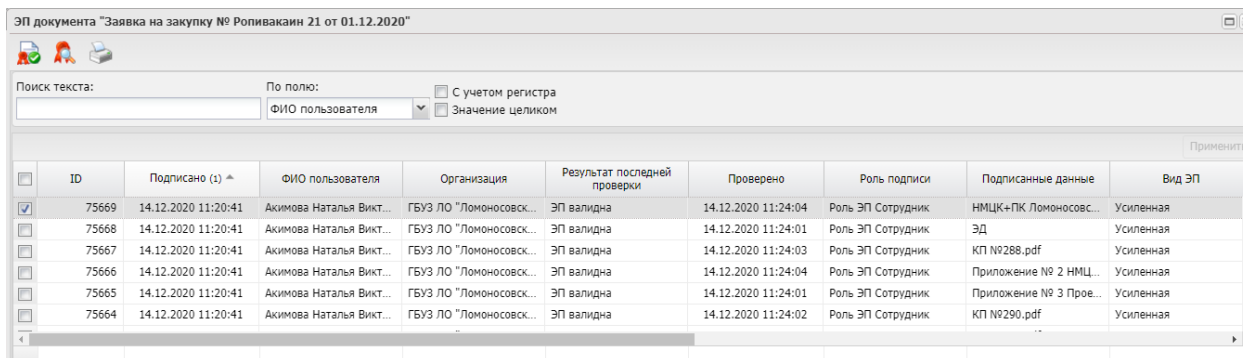 ЭП документа "Заявка на закупку № Ропивакаин 21 от 01.12.2020"
Поиск текста: По полю:
С учетом регистра
ФИО пользователя Значение целиком
Применить
ID Подписано (1) ФИО пользователя Организация Результат последней проверки Проверено Роль подписи Подписанные данные Вид ЭП
75669 14.12.2020 11:20:41 Акимова Наталья Викт... ГБУЗ ЛО "Ломоносовск... ЭП валидна 14.12.2020 11:24:04 Роль ЭП Сотрудник НМЦК+ПК Ломоносовс... Усиленная
75668 14.12.2020 11:20:41 Акимова Наталья Викт... ГБУЗ ЛО "Ломоносовск... ЭП валидна 14.12.2020 11:24:01 Роль ЭП Сотрудник ЭД Усиленная
75667 14.12.2020 11:20:41 Акимова Наталья Викт... ГБУЗ ЛО "Ломоносовск... ЭП валидна 14.12.2020 11:24:03 Роль ЭП Сотрудник КП №288.pdf Усиленная
75666 14.12.2020 11:20:41 Акимова Наталья Викт... ГБУЗ ЛО "Ломоносовск... ЭП валидна 14.12.2020 11:24:04 Роль ЭП Сотрудник Приложение № 2 НМЦ... Усиленная
75665 14.12.2020 11:20:41 Акимова Наталья Викт... ГБУЗ ЛО "Ломоносовск... ЭП валидна 14.12.2020 11:24:01 Роль ЭП Сотрудник Приложение № 3 Прое... Усиленная
75664 14.12.2020 11:20:41 Акимова Наталья Викт... ГБУЗ ЛО "Ломоносовск... ЭП валидна 14.12.2020 11:24:02 Роль ЭП Сотрудник КП №290.pdf Усиленная